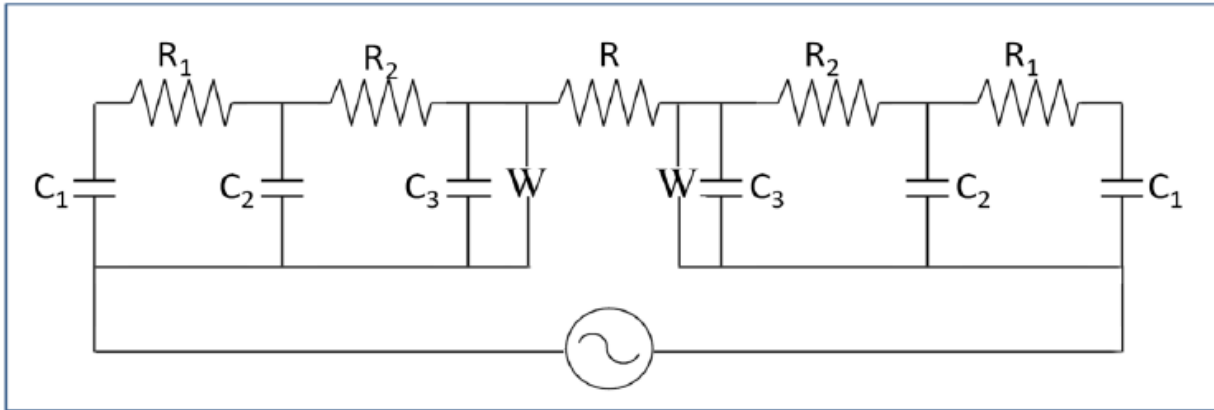 R₁ R₂ R R₂ R₁
C₁ C₂ C₃ W W C₃ C₂ C₁